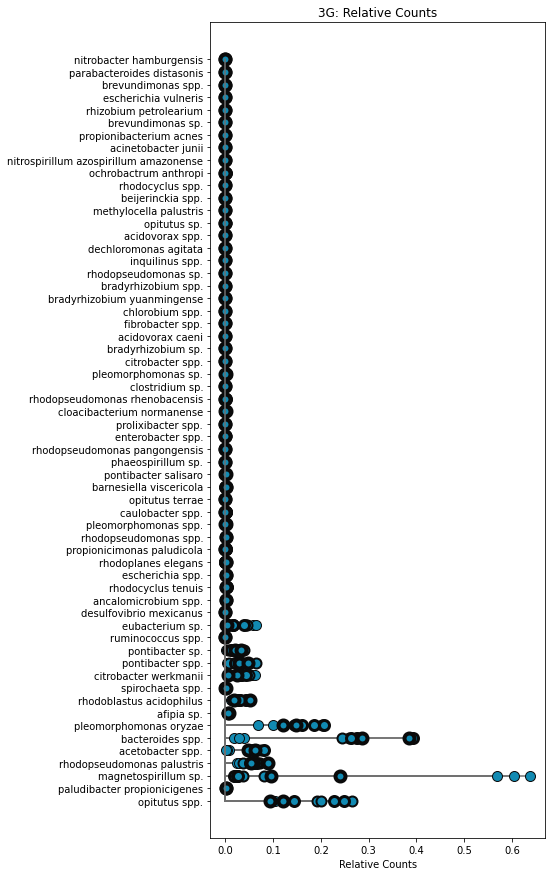 3G: Relative Counts
nitrobacter hamburgensis
parabacteroides distasonis
brevundimonas spp.
escherichia vulneris
rhizobium petrolearium
brevundimonas sp.
propionibacterium acnes
acinetobacter junii
nitrospirillum azospirillum amazonense
ochrobactrum anthropi
rhodocyclus spp.
beijerinckia spp.
methylocella palustris
opitutus sp.
acidovorax spp.
dechloromonas agitata
inquilinus spp.
rhodopseudomonas sp.
bradyrhizobium spp.
bradyrhizobium yuanmingense
chlorobium spp.
fibrobacter spp.
acidovorax caeni
bradyrhizobium sp.
citrobacter spp.
pleomorphomonas sp.
clostridium sp.
rhodopseudomonas rhenobacensis
cloacibacterium normanense
prolixibacter spp.
enterobacter spp.
rhodopseudomonas pangongensis
phaeospirillum sp.
pontibacter salisaro
barnesiella viscericola
opitutus terrae
caulobacter spp.
pleomorphomonas spp.
rhodopseudomonas spp.
propionicimonas paludicola
rhodoplanes elegans
escherichia spp.
rhodocyclus tenuis
ancalomicrobium spp.
desulfovibrio mexicanus
eubacterium sp.
ruminococcus spp.
pontibacter sp.
pontibacter spp.
citrobacter werkmanii
spirochaeta spp.
rhodoblastus acidophilus
afipia sp.
pleomorphomonas oryzae
bacteroides spp.
acetobacter spp.
rhodopseudomonas palustris
magnetospirillum sp.
paludibacter propionicigenes
opitutus spp.
0.0 0.1 0.2 0.3 0.4 0.5 0.6
Relative Counts